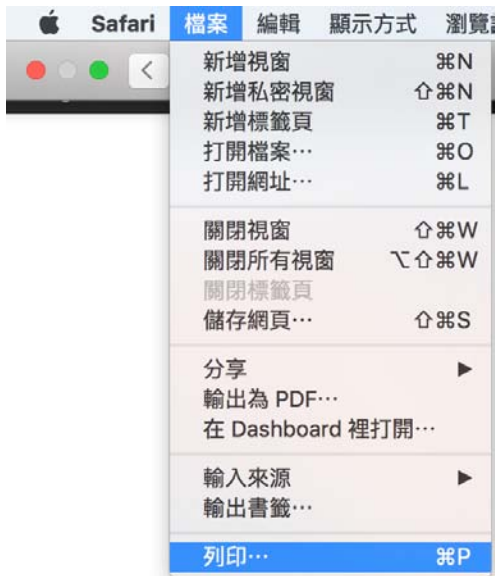 Safari 檔案 編輯 顯示方式 瀏覽
新增視窗 ⌘N
新增私密視窗 ⇧⌘N
新增標籤頁 ⌘T
打開檔案… ⌘O
打開網址… ⌘L
關閉視窗 ⇧⌘W
關閉所有視窗 ⌥⇧⌘W
關閉標籤頁
儲存網頁… ⇧⌘S
分享 ▶
輸出為 PDF…
在 Dashboard 裡打開…
輸入來源 ▶
輸出書籤…
列印… ⌘P